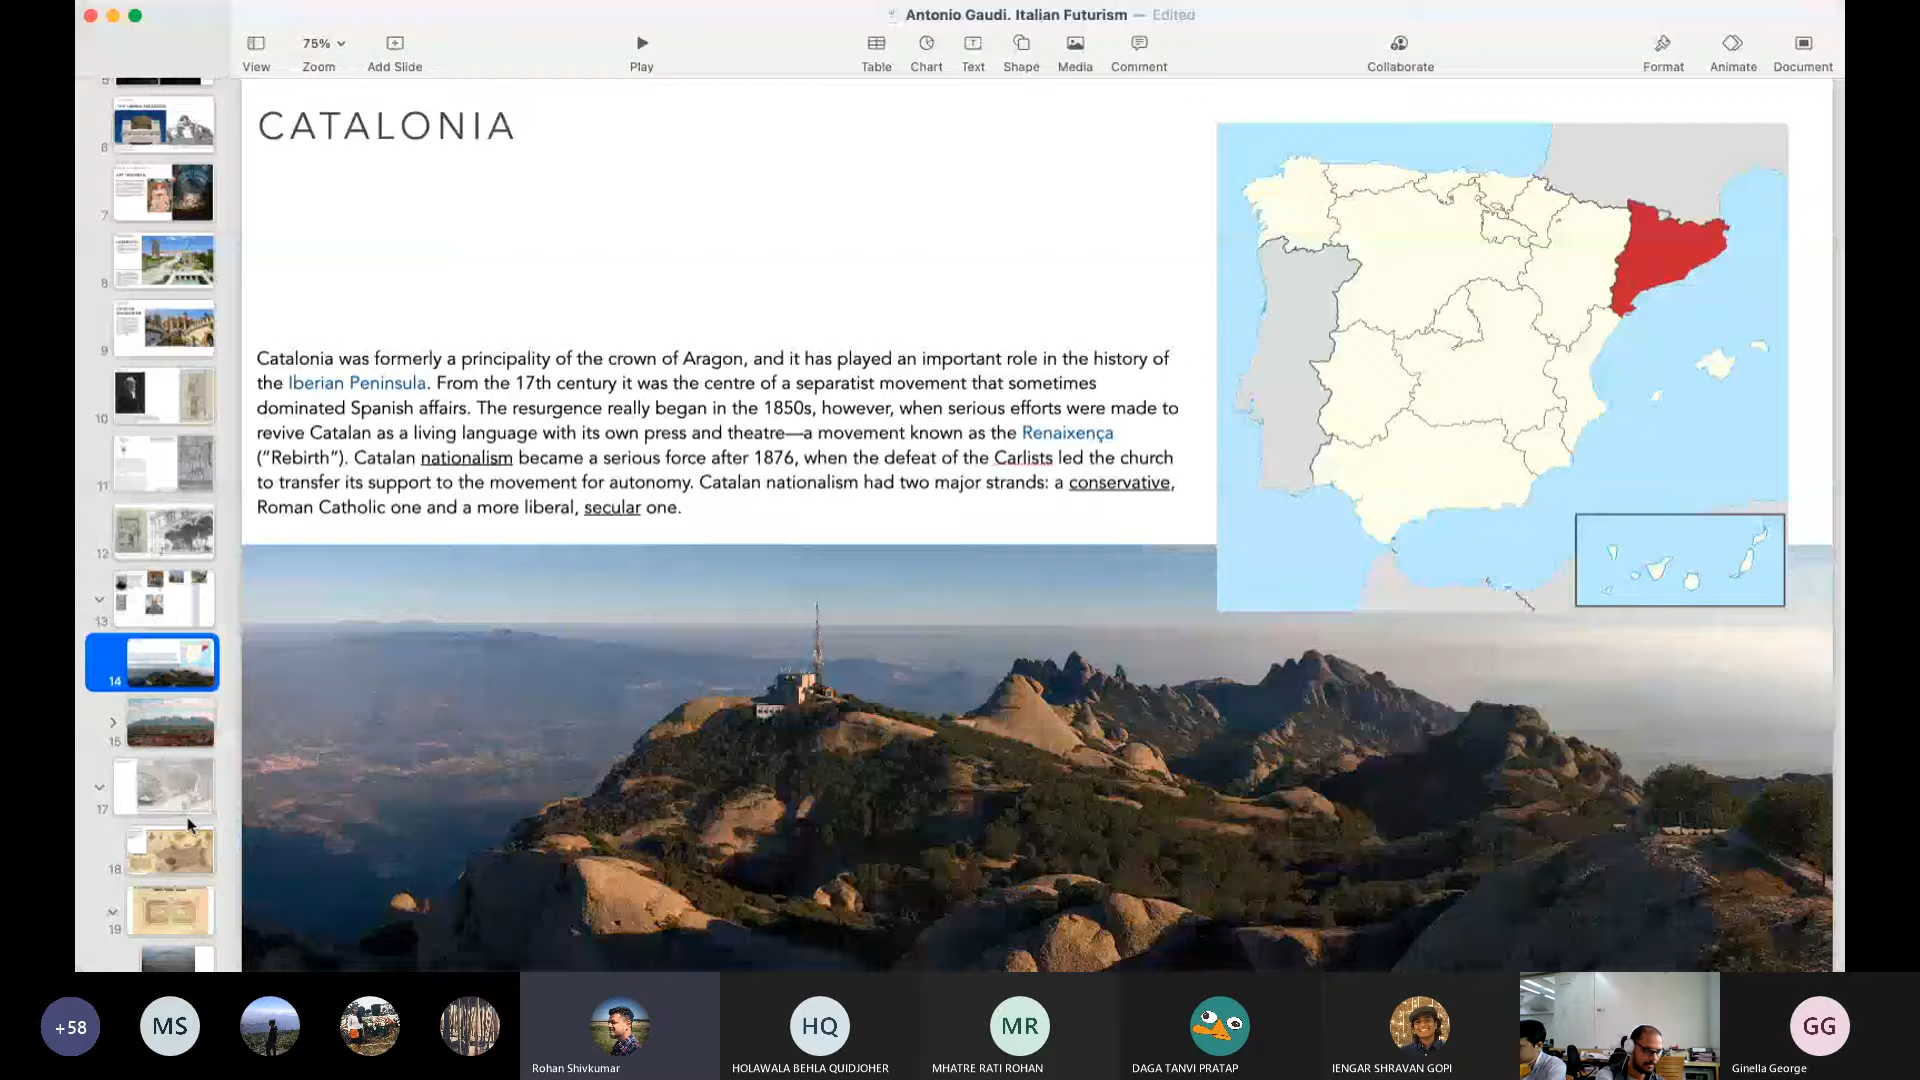 Antonio Gaudi. Italian Futurism — Edited
75%
View
Zoom
Add Slide
Play
Table
Chart
Text
Shape
Media
Comment
Collaborate
Format
Animate
Document
6
7
8
9
10
11
12
13
14
15
17
18
19
CATALONIA
Catalonia was formerly a principality of the crown of Aragon, and it has played an important role in the history of
the Iberian Peninsula. From the 17th century it was the centre of a separatist movement that sometimes
dominated Spanish affairs. The resurgence really began in the 1850s, however, when serious efforts were made to
revive Catalan as a living language with its own press and theatre—a movement known as the Renaixença
(“Rebirth”). Catalan nationalism became a serious force after 1876, when the defeat of the Carlists led the church
to transfer its support to the movement for autonomy. Catalan nationalism had two major strands: a conservative,
Roman Catholic one and a more liberal, secular one.
+58
MS
HQ
MR
GG
Rohan Shivkumar
HOLAWALA BEHLA QUIDJOHER
MHATRE RATI ROHAN
DAGA TANVI PRATAP
IENGAR SHRAVAN GOPI
Ginella George